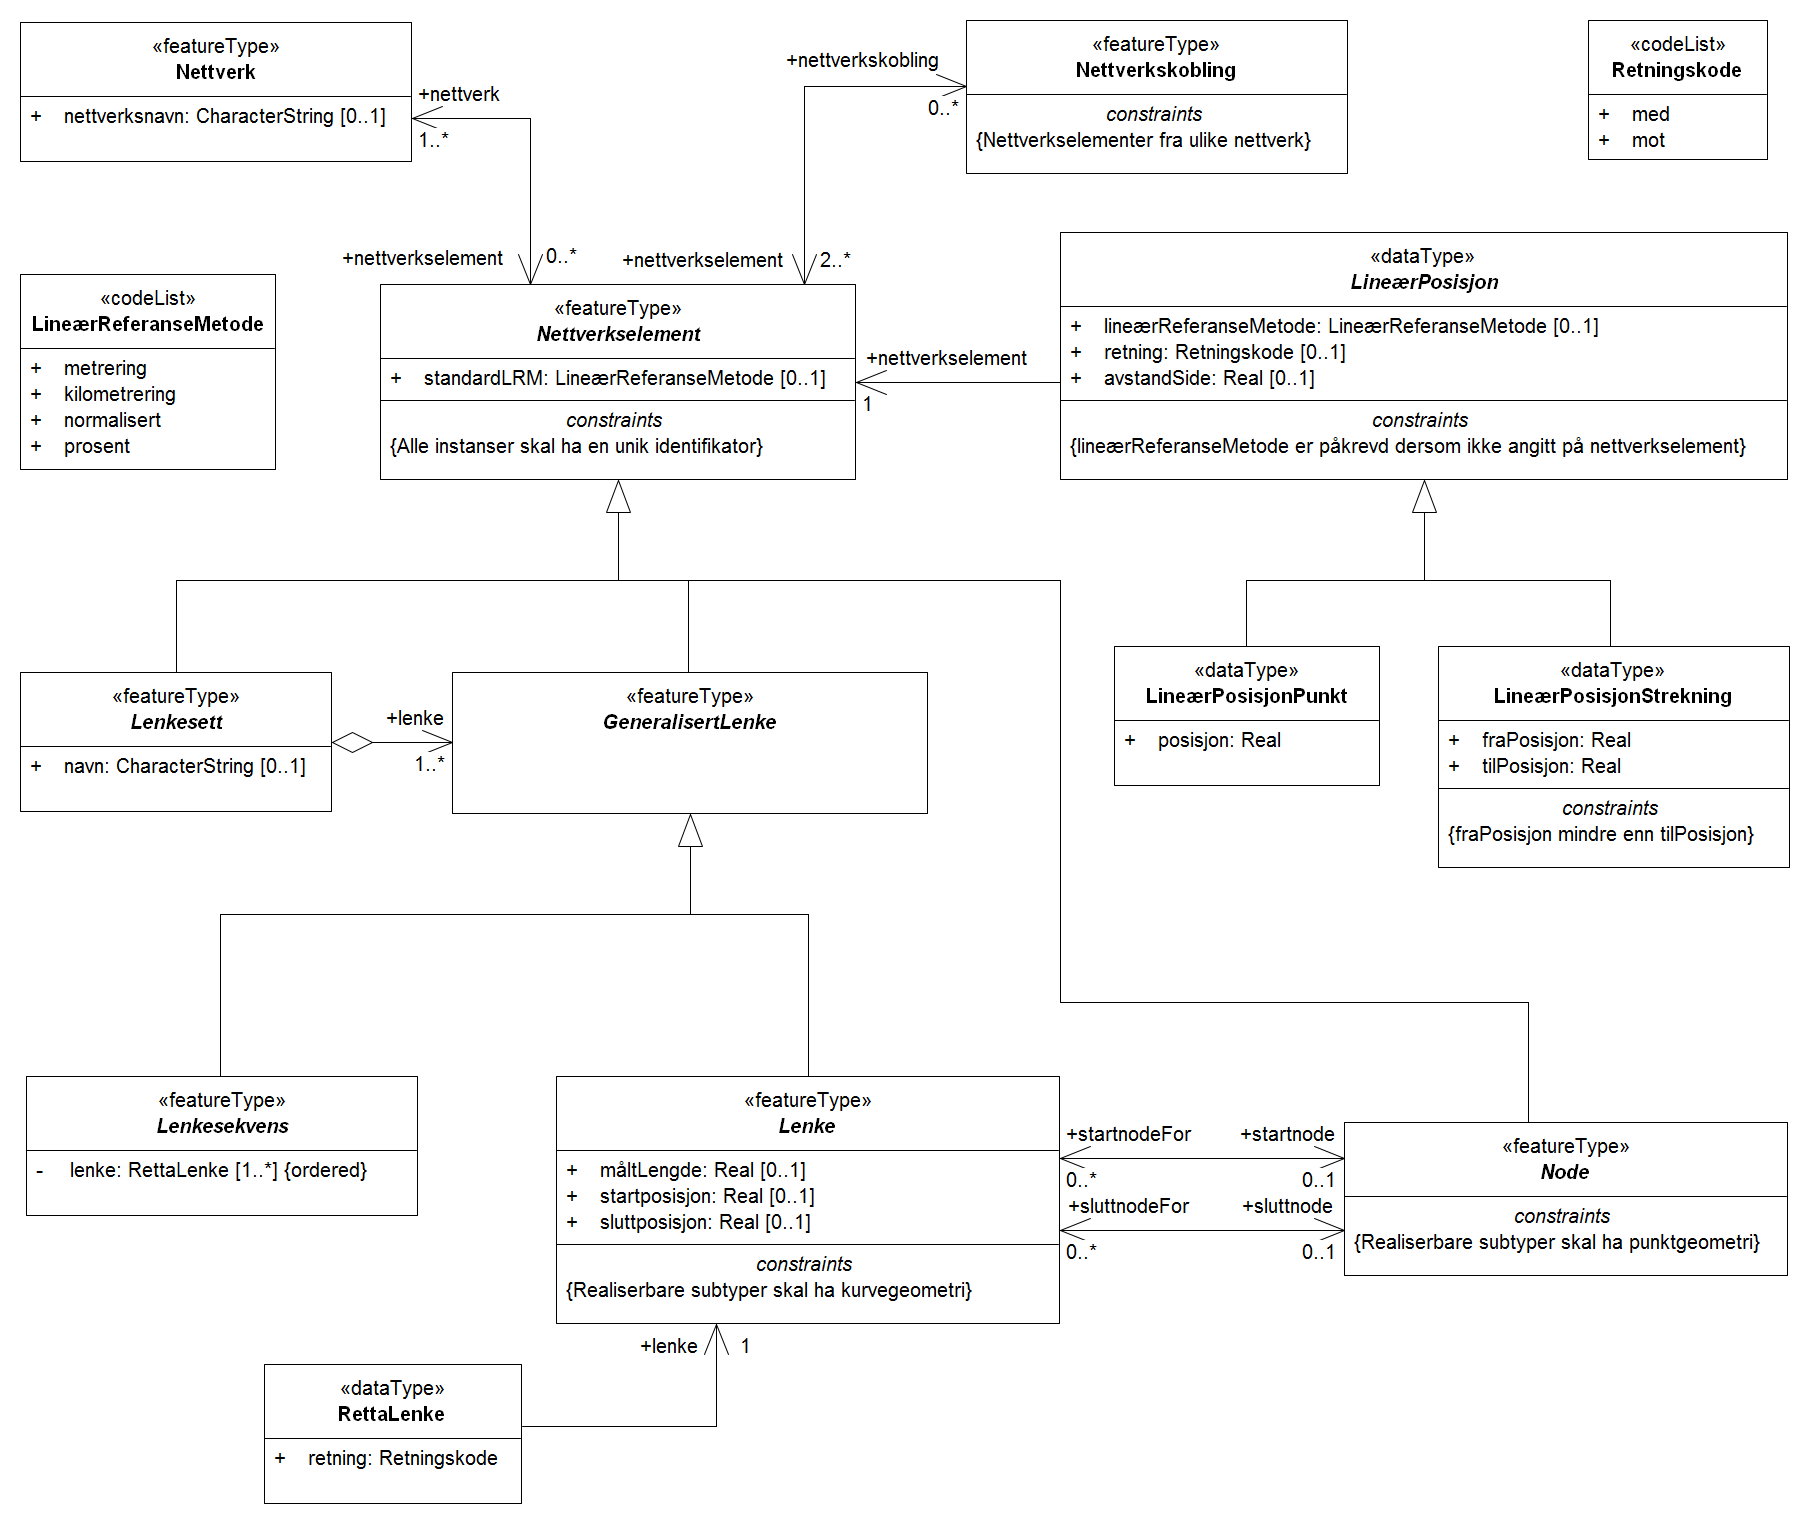 «featureType»
Nettverk
+ nettverksnavn: CharacterString [0..1]
+nettverk
1..*
+nettverkselement
0..*
+nettverkskobling
0..*
«featureType»
Nettverkskobling
constraints
{Nettverkselementer fra ulike nettverk}
+nettverkselement
2..*
«codeList»
Retningskode
+ med
+ mot
«codeList»
LineærReferanseMetode
+ metrering
+ kilometrering
+ normalisert
+ prosent
«featureType»
Nettverkselement
+ standardLRM: LineærReferanseMetode [0..1]
constraints
{Alle instanser skal ha en unik identifikator}
+nettverkselement
1
«dataType»
LineærPosisjon
+ lineærReferanseMetode: LineærReferanseMetode [0..1]
+ retning: Retningskode [0..1]
+ avstandSide: Real [0..1]
constraints
{lineærReferanseMetode er påkrevd dersom ikke angitt på nettverkselement}
«featureType»
Lenkesett
+ navn: CharacterString [0..1]
+lenke
1..*
«featureType»
GeneralisertLenke
«dataType»
LineærPosisjonPunkt
+ posisjon: Real
«dataType»
LineærPosisjonStrekning
+ fraPosisjon: Real
+ tilPosisjon: Real
constraints
{fraPosisjon mindre enn tilPosisjon}
«featureType»
Lenkesekvens
- lenke: RettaLenke [1..*] {ordered}
«featureType»
Lenke
+ måltLengde: Real [0..1]
+ startposisjon: Real [0..1]
+ sluttposisjon: Real [0..1]
constraints
{Realiserbare subtyper skal ha kurvegeometri}
+startnodeFor
+startnode
0..*
0..1
+sluttnodeFor
+sluttnode
0..*
0..1
«featureType»
Node
constraints
{Realiserbare subtyper skal ha punktgeometri}
+lenke
1
«dataType»
RettaLenke
+ retning: Retningskode